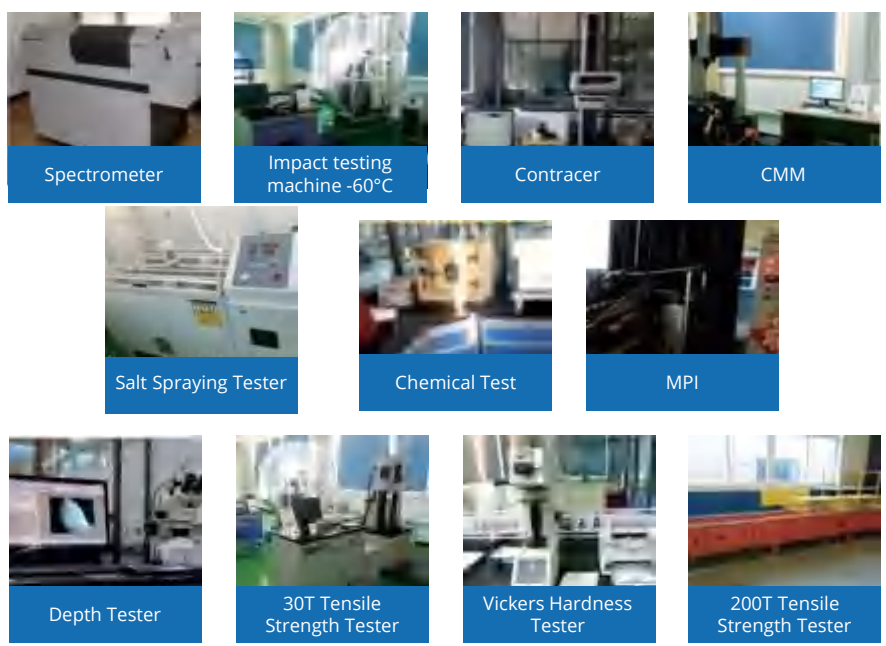 Spectrometer
Impact testing
machine -60°C
Contracer
CMM
Salt Spraying Tester
Chemical Test
MPI
Depth Tester
30T Tensile
Strength Tester
Vickers Hardness
Tester
200T Tensile
Strength Tester